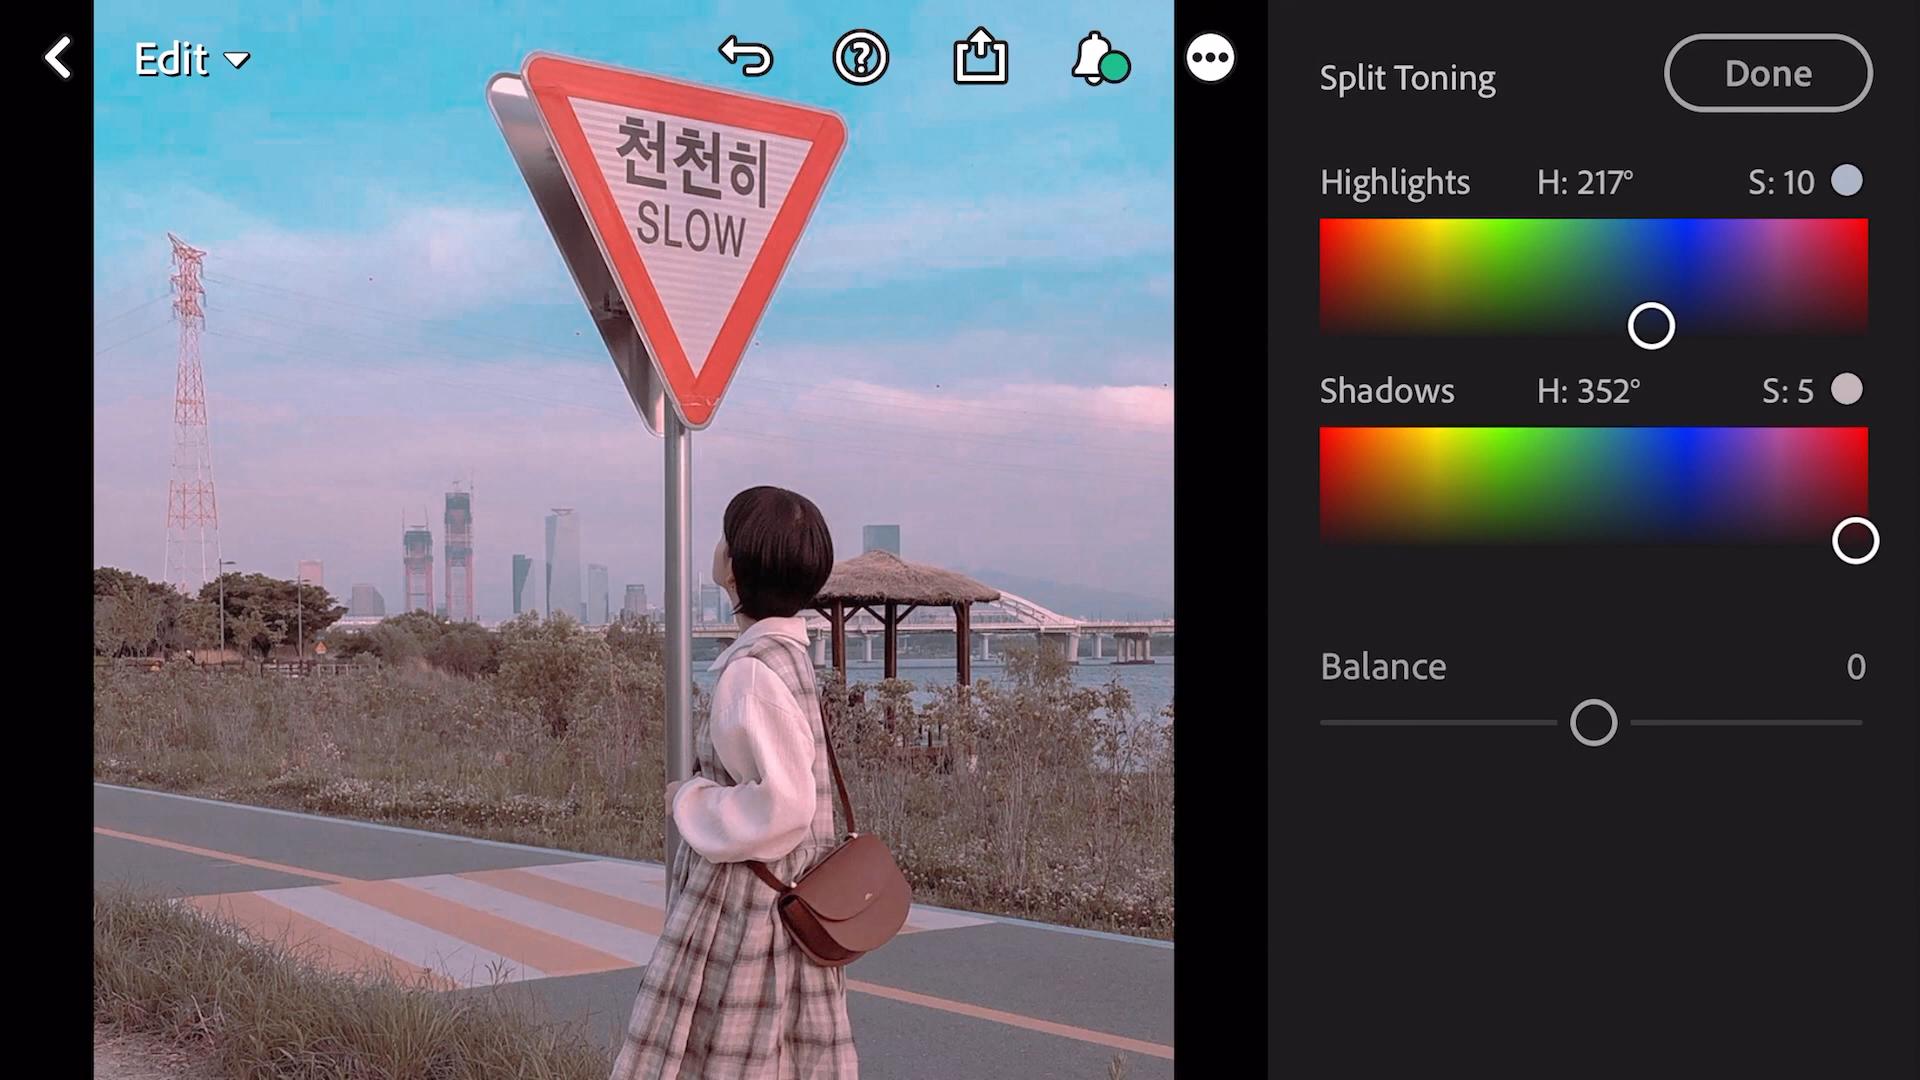 Edit
Split Toning
Done
천천히
SLOW
Highlights H: 217° S: 10
Shadows H: 352° S: 5
Balance 0